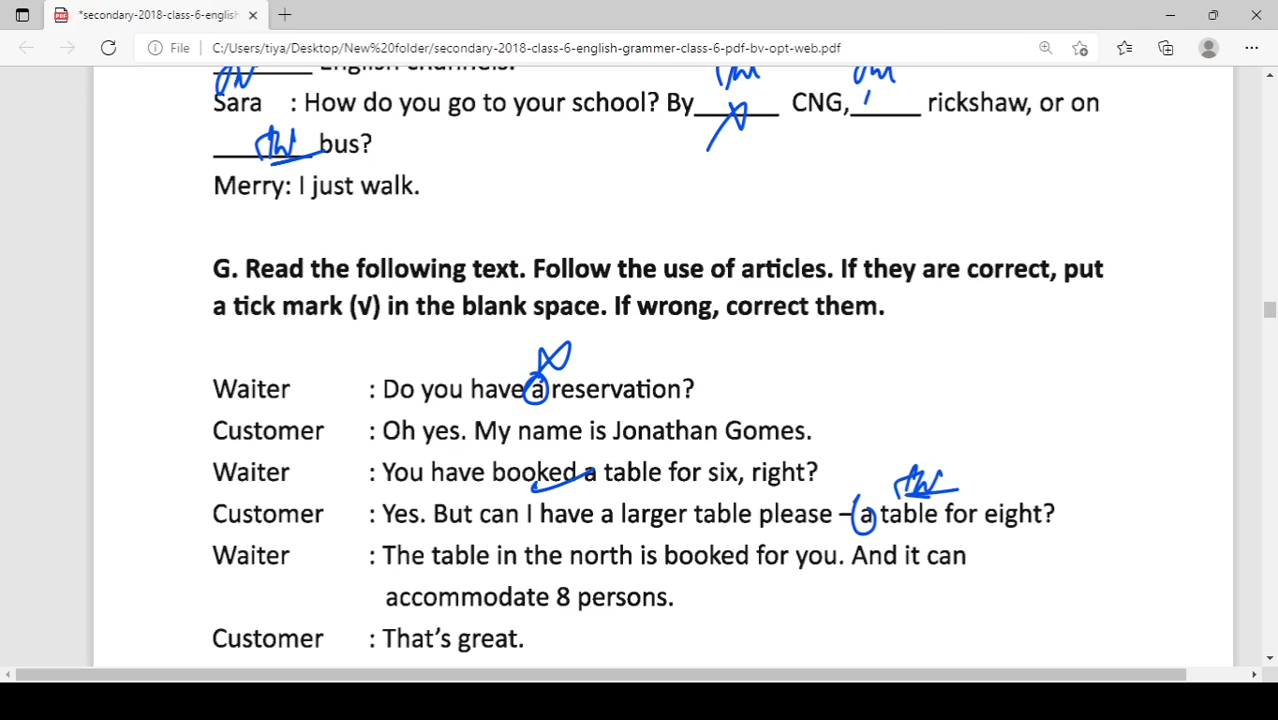 *secondary-2018-class-6-english
File C:/Users/tiya/Desktop/New%20folder/secondary-2018-class-6-english-grammer-class-6-pdf-bv-opt-web.pdf
English channels.
Sara : How do you go to your school? By______ CNG,_____ rickshaw, or on
_______ bus?
Merry: I just walk.
G. Read the following text. Follow the use of articles. If they are correct, put
a tick mark (√) in the blank space. If wrong, correct them.
Waiter : Do you have a reservation?
Customer : Oh yes. My name is Jonathan Gomes.
Waiter : You have booked a table for six, right?
Customer : Yes. But can I have a larger table please – a table for eight?
Waiter : The table in the north is booked for you. And it can
accommodate 8 persons.
Customer : That's great.